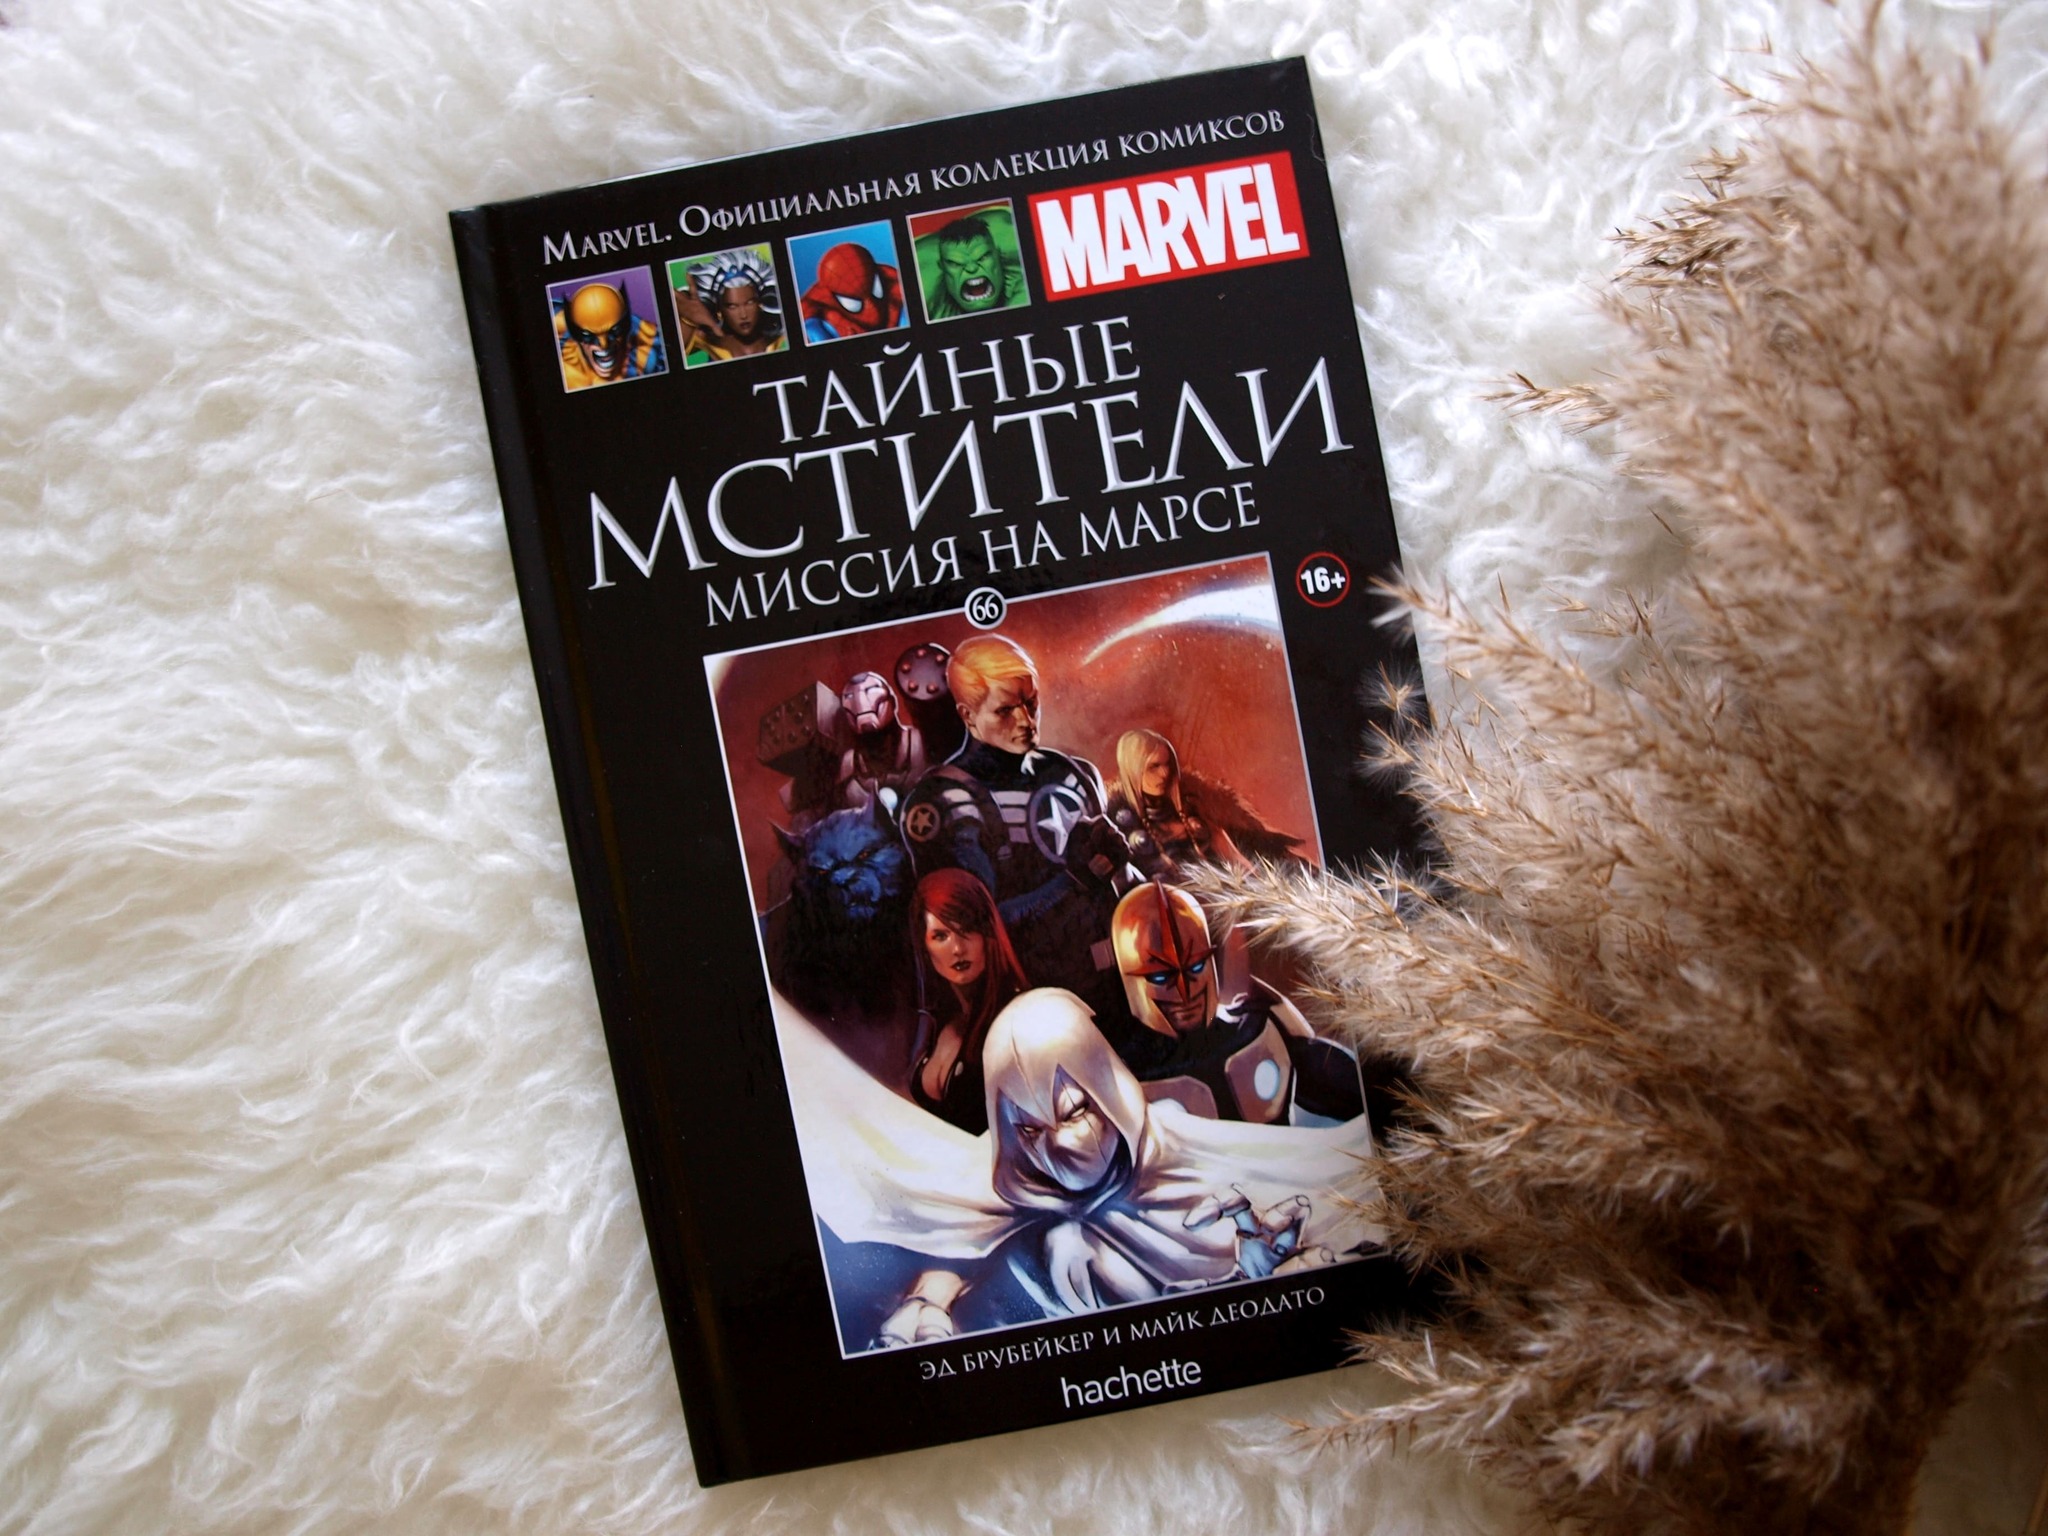 Marvel. Официальная коллекция комиксов
MARVEL
ТАЙНЫЕ
МСТИТЕЛИ
МИССИЯ НА МАРСЕ
66
16+
ЭД БРУБЕЙКЕР И МАЙК ДЕОДАТО
hachette